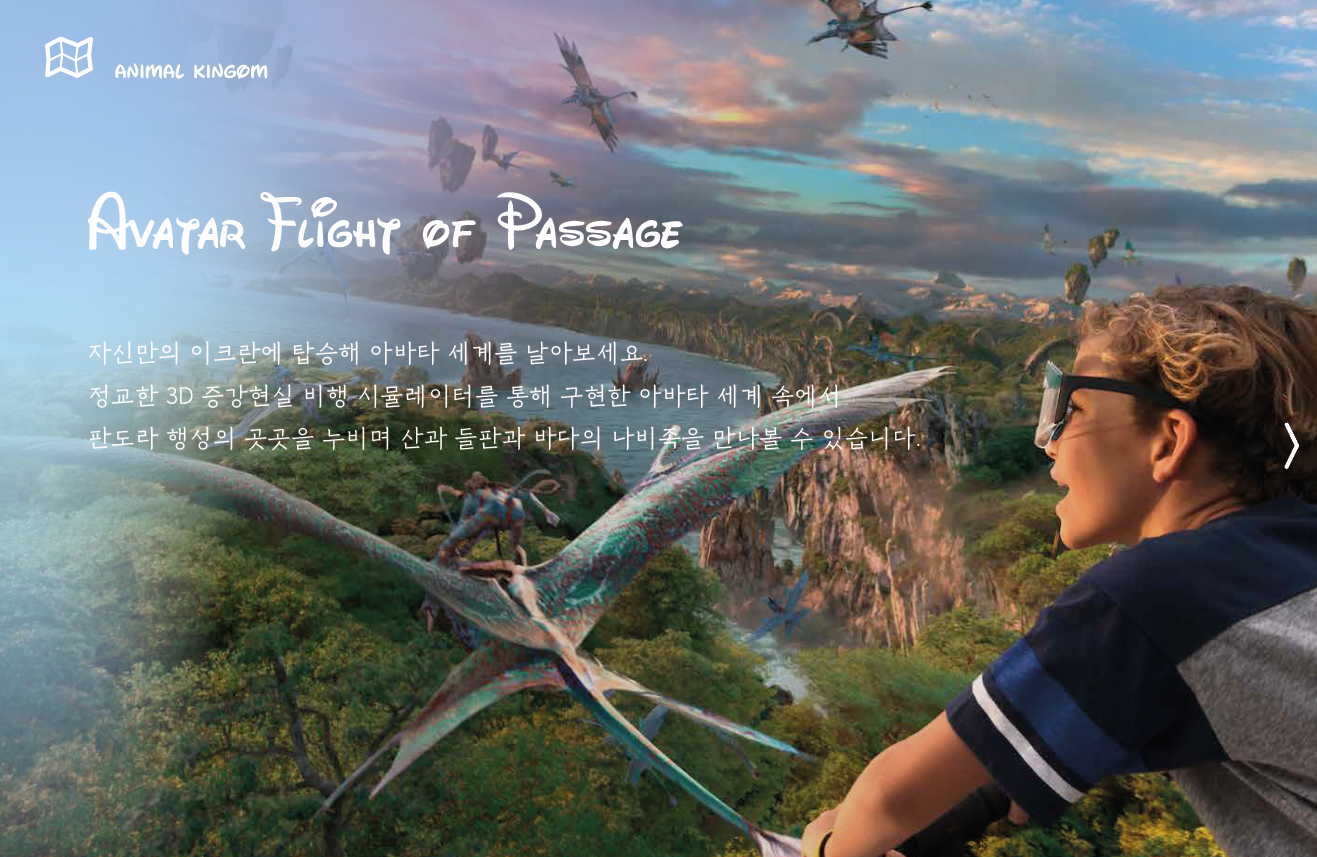 ANIMAL KINGOM
AVATAR FLIGHT OF PASSAGE
자신만의 이크란에 탑승해 아바타 세계를 날아보세요.
정교한 3D 증강현실 비행 시뮬레이터를 통해 구현한 아바타 세계 속에서
판도라 행성의 곳곳을 누비며 산과 들판과 바다의 나비족을 만나볼 수 있습니다.